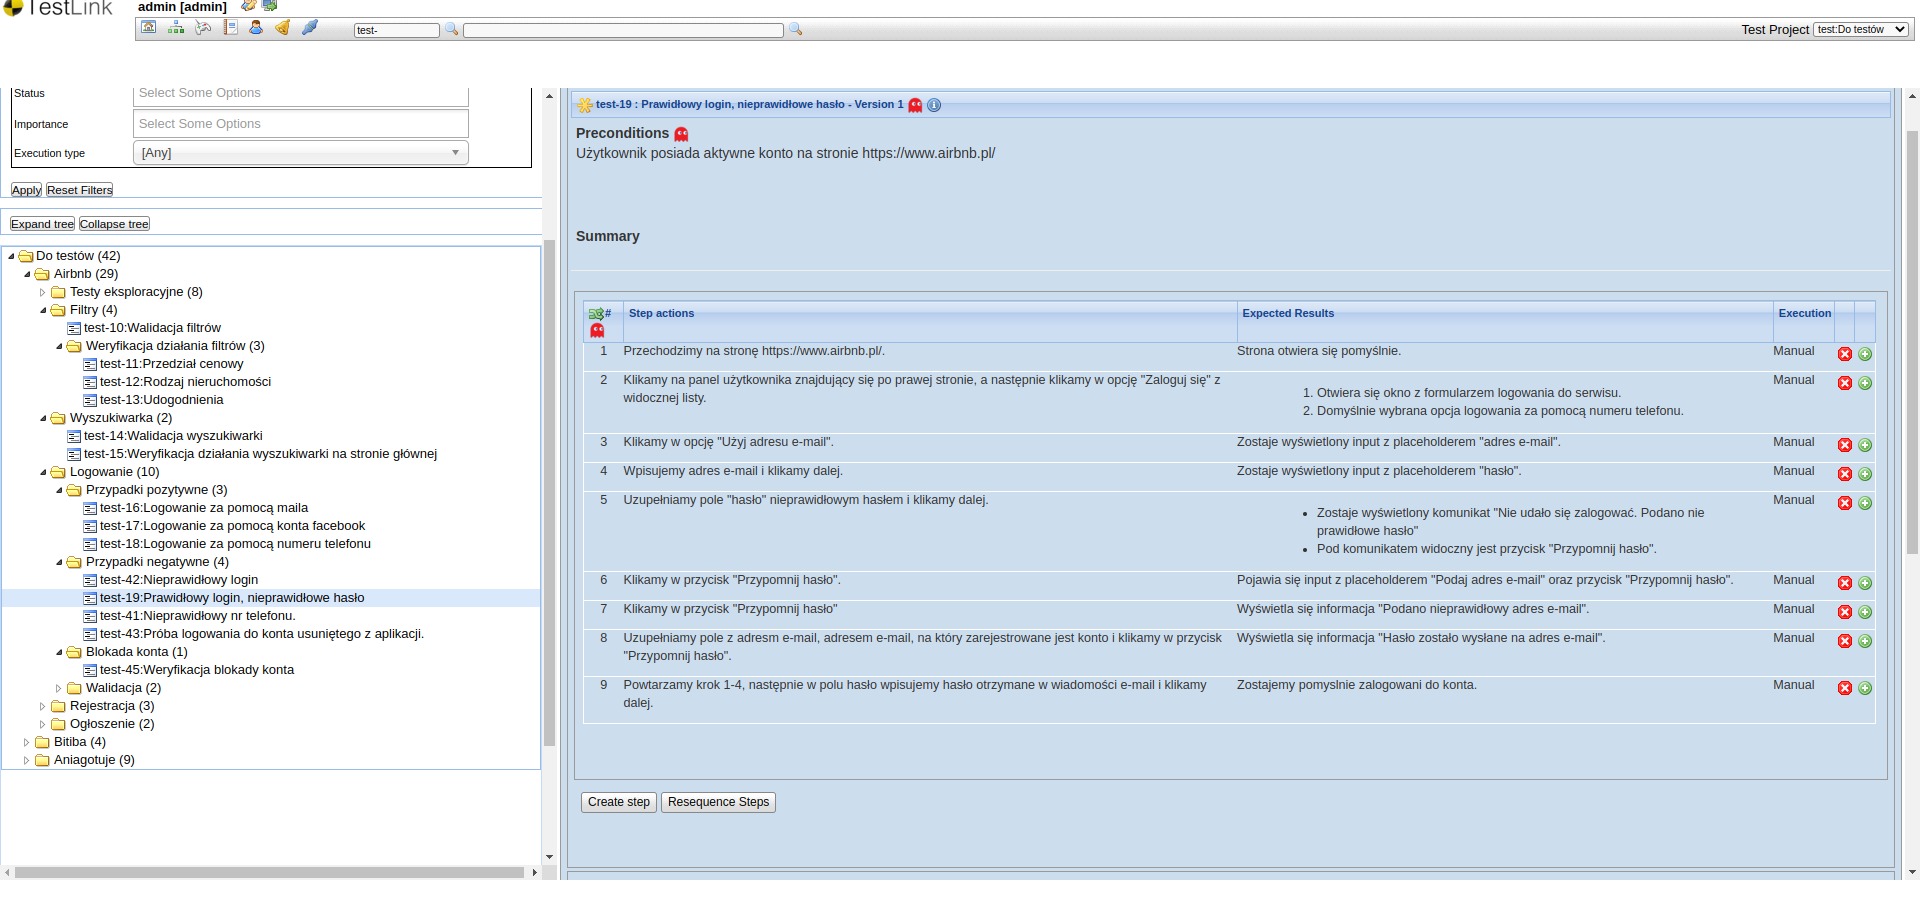 TestLink
admin [admin]
test-
Test Project test:Do testów
Status Select Some Options
Importance Select Some Options
Execution type [Any]
Apply Reset Filters
Expand tree Collapse tree
Do testów (42)
Airbnb (29)
Testy eksploracyjne (8)
Filtry (4)
test-10:Walidacja filtrów
Weryfikacja działania filtrów (3)
test-11:Przedział cenowy
test-12:Rodzaj nieruchomości
test-13:Udogodnienia
Wyszukiwarka (2)
test-14:Walidacja wyszukiwarki
test-15:Weryfikacja działania wyszukiwarki na stronie głównej
Logowanie (10)
Przypadki pozytywne (3)
test-16:Logowanie za pomocą maila
test-17:Logowanie za pomocą konta facebook
test-18:Logowanie za pomocą numeru telefonu
Przypadki negatywne (4)
test-42:Nieprawidłowy login
test-19:Prawidłowy login, nieprawidłowe hasło
test-41:Nieprawidłowy nr telefonu.
test-43:Próba logowania do konta usuniętego z aplikacji.
Blokada konta (1)
test-45:Weryfikacja blokady konta
Walidacja (2)
Rejestracja (3)
Ogłoszenie (2)
Bitiba (4)
Aniagotuje (9)
test-19 : Prawidłowy login, nieprawidłowe hasło - Version 1
Preconditions
Użytkownik posiada aktywne konto na stronie https://www.airbnb.pl/
Summary
# Step actions Expected Results Execution
1 Przechodzimy na stronę https://www.airbnb.pl/. Strona otwiera się pomyślnie. Manual
2 Klikamy na panel użytkownika znajdujący się po prawej stronie, a następnie klikamy w opcję "Zaloguj się" z Manual
widocznej listy.
1. Otwiera się okno z formularzem logowania do serwisu.
2. Domyślnie wybrana opcja logowania za pomocą numeru telefonu.
3 Klikamy w opcję "Użyj adresu e-mail". Zostaje wyświetlony input z placeholderem "adres e-mail". Manual
4 Wpisujemy adres e-mail i klikamy dalej. Zostaje wyświetlony input z placeholderem "hasło". Manual
5 Uzupełniamy pole "hasło" nieprawidłowym hasłem i klikamy dalej. Manual
• Zostaje wyświetlony komunikat "Nie udało się zalogować. Podano nie
prawidłowe hasło"
• Pod komunikatem widoczny jest przycisk "Przypomnij hasło".
6 Klikamy w przycisk "Przypomnij hasło". Pojawia się input z placeholderem "Podaj adres e-mail" oraz przycisk "Przypomnij hasło". Manual
7 Klikamy w przycisk "Przypomnij hasło" Wyświetla się informacja "Podano nieprawidłowy adres e-mail". Manual
8 Uzupełniamy pole z adresm e-mail, adresem e-mail, na który zarejestrowane jest konto i klikamy w przycisk Wyświetla się informacja "Hasło zostało wysłane na adres e-mail". Manual
"Przypomnij hasło".
9 Powtarzamy krok 1-4, następnie w polu hasło wpisujemy hasło otrzymane w wiadomości e-mail i klikamy Zostajemy pomyslnie zalogowani do konta. Manual
dalej.
Create step Resequence Steps